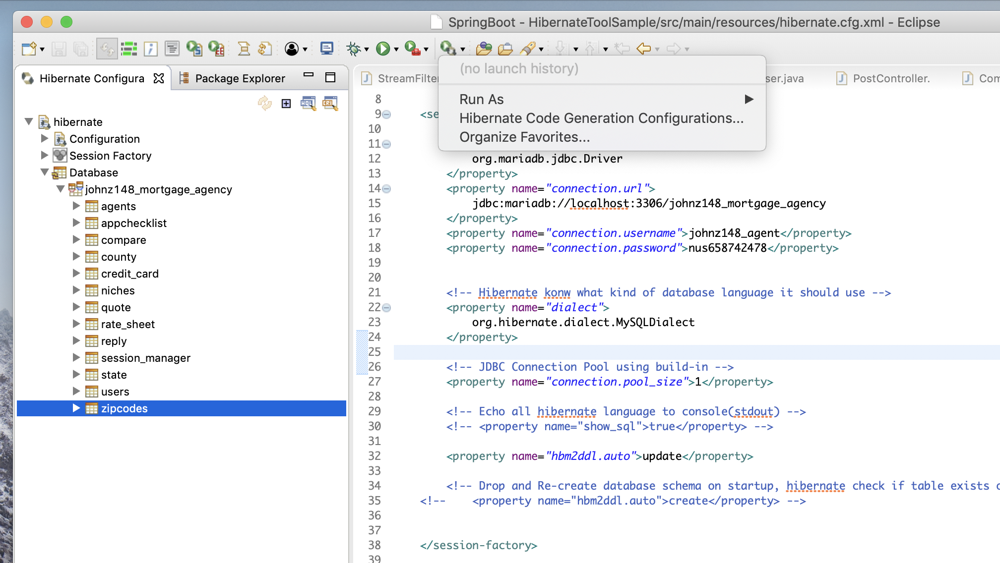 SpringBoot - HibernateToolSample/src/main/resources/hibernate.cfg.xml - Eclipse
Hibernate Configura
Package Explorer
hibernate
Configuration
Session Factory
Database
johnz148_mortgage_agency
agents
appchecklist
compare
county
credit_card
niches
quote
rate_sheet
reply
session_manager
state
users
zipcodes
(no launch history)
Run As
Hibernate Code Generation Configurations...
Organize Favorites...
StreamFilter
ser.java
PostController.
Com
8
9 <se
10
11
12 org.mariadb.jdbc.Driver
13 </property>
14 <property name="connection.url">
15 jdbc:mariadb://localhost:3306/johnz148_mortgage_agency
16 </property>
17 <property name="connection.username">johnz148_agent</property>
18 <property name="connection.password">nus658742478</property>
19
20
21 <!-- Hibernate konw what kind of database language it should use -->
22 <property name="dialect">
23 org.hibernate.dialect.MySQLDialect
24 </property>
25
26 <!-- JDBC Connection Pool using build-in -->
27 <property name="connection.pool_size">1</property>
28
29 <!-- Echo all hibernate language to console(stdout) -->
30 <!-- <property name="show_sql">true</property> -->
31
32 <property name="hbm2ddl.auto">update</property>
33
34 <!-- Drop and Re-create database schema on startup, hibernate check if table exists
35 <!-- <property name="hbm2ddl.auto">create</property> -->
36
37
38 </session-factory>
39